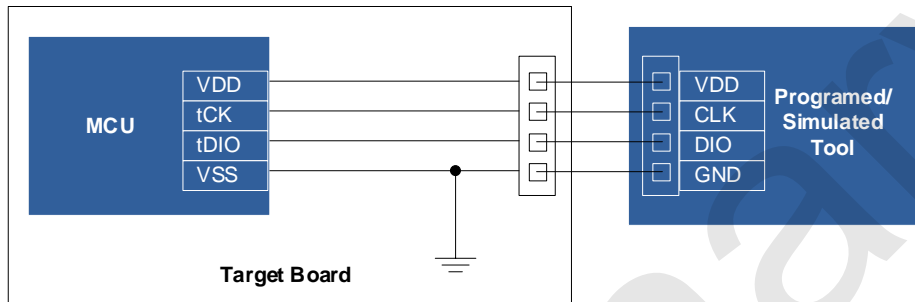 MCU
VDD
tCK
tDIO
VSS
VDD
CLK
DIO
GND
Programed/
Simulated
Tool
Target Board